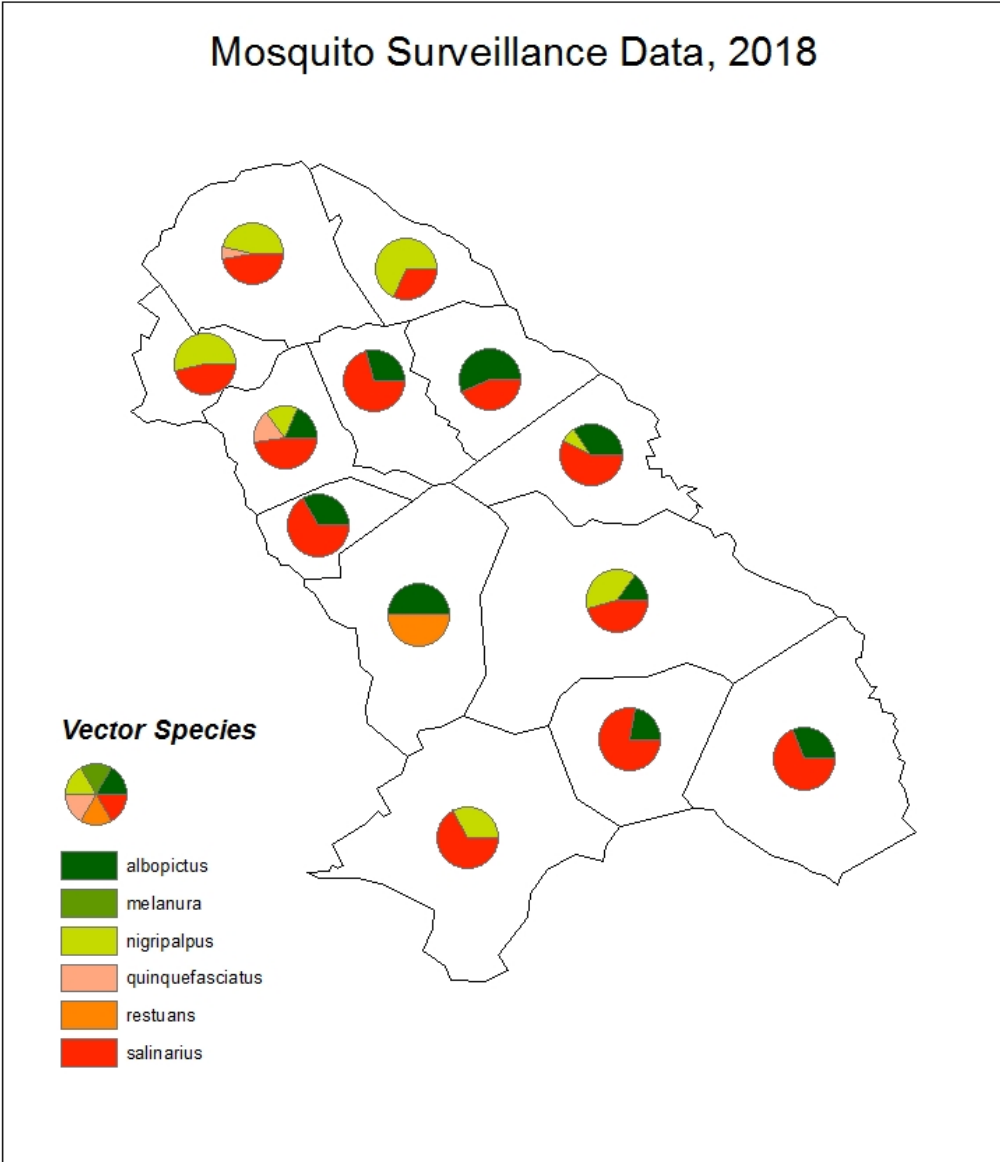 Mosquito Surveillance Data, 2018
Vector Species
albopictus
melanura
nigripalpus
quinquefasciatus
restuans
salinarius